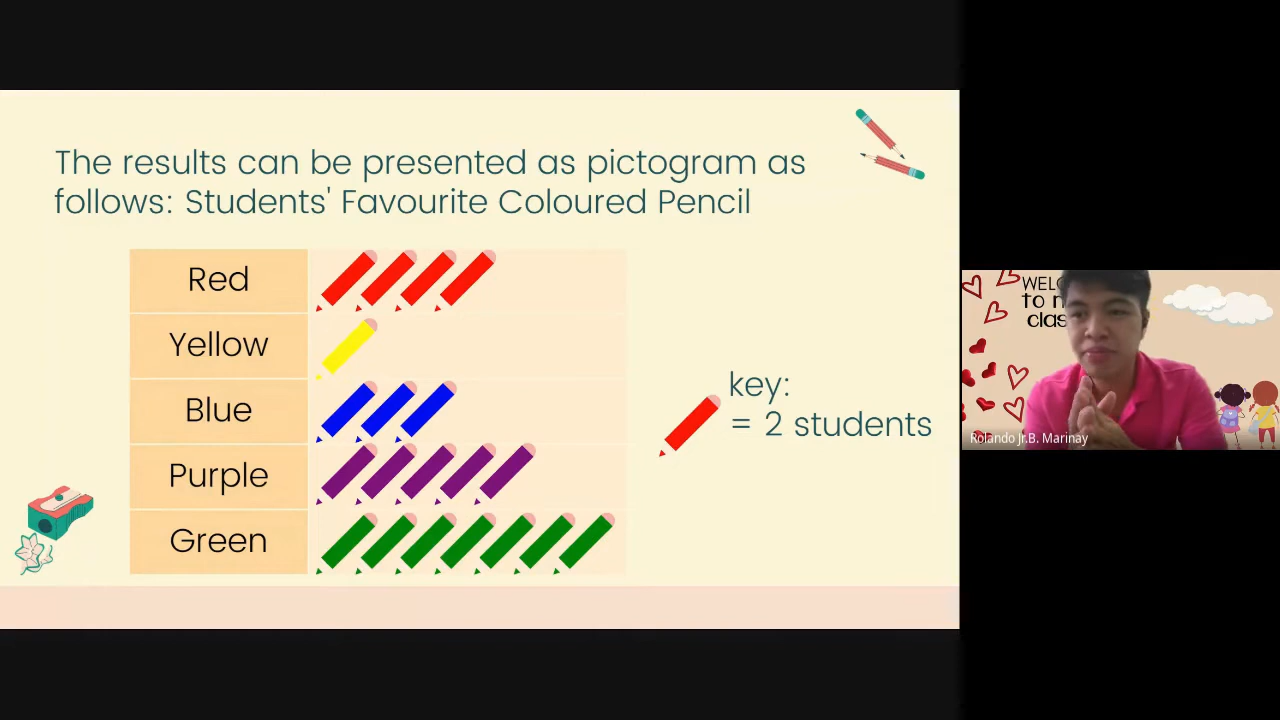 The results can be presented as pictogram as
follows: Students' Favourite Coloured Pencil
Red
Yellow
Blue
Purple
Green
key:
= 2 students
to
Rolando Jr.B. Marinay